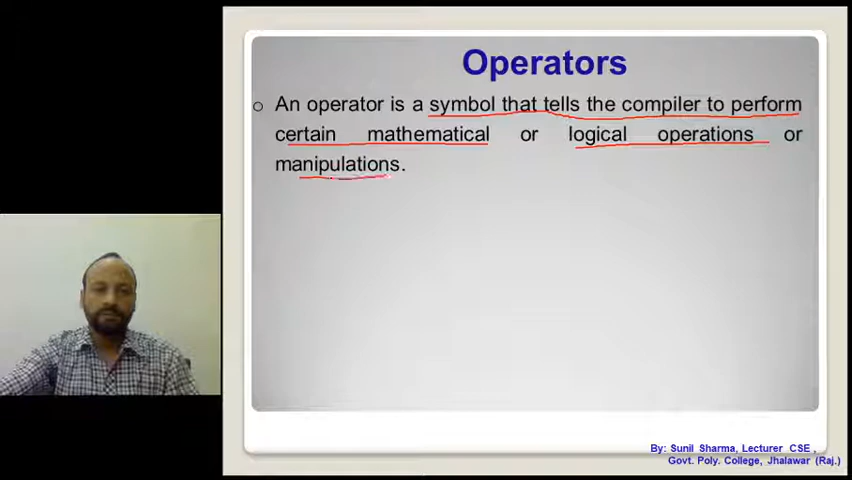 Operators
An operator is a symbol that tells the compiler to perform
certain mathematical or logical operations or
manipulations.
By: Sunil Sharma, Lecturer CSE ,
Govt. Poly. College, Jhalawar (Raj.)